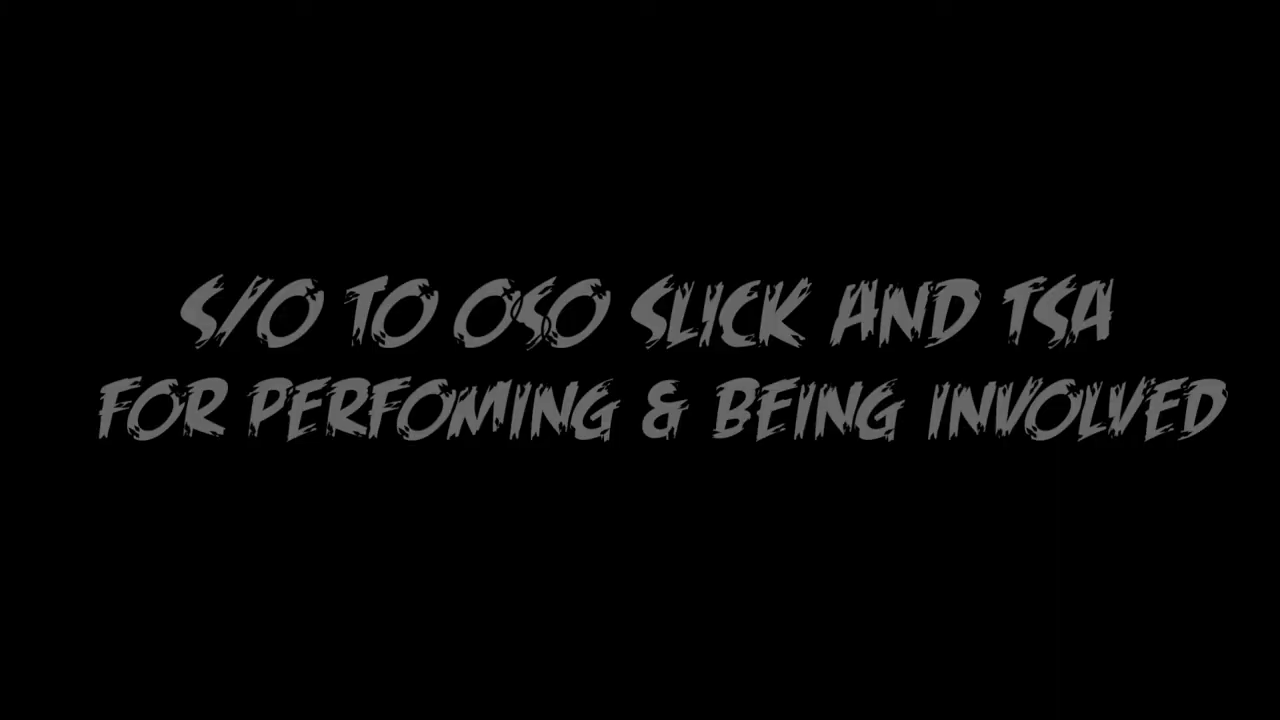 S/O TO OSO SLICK AND TSA
FOR PERFOMING & BEING INVOLVED